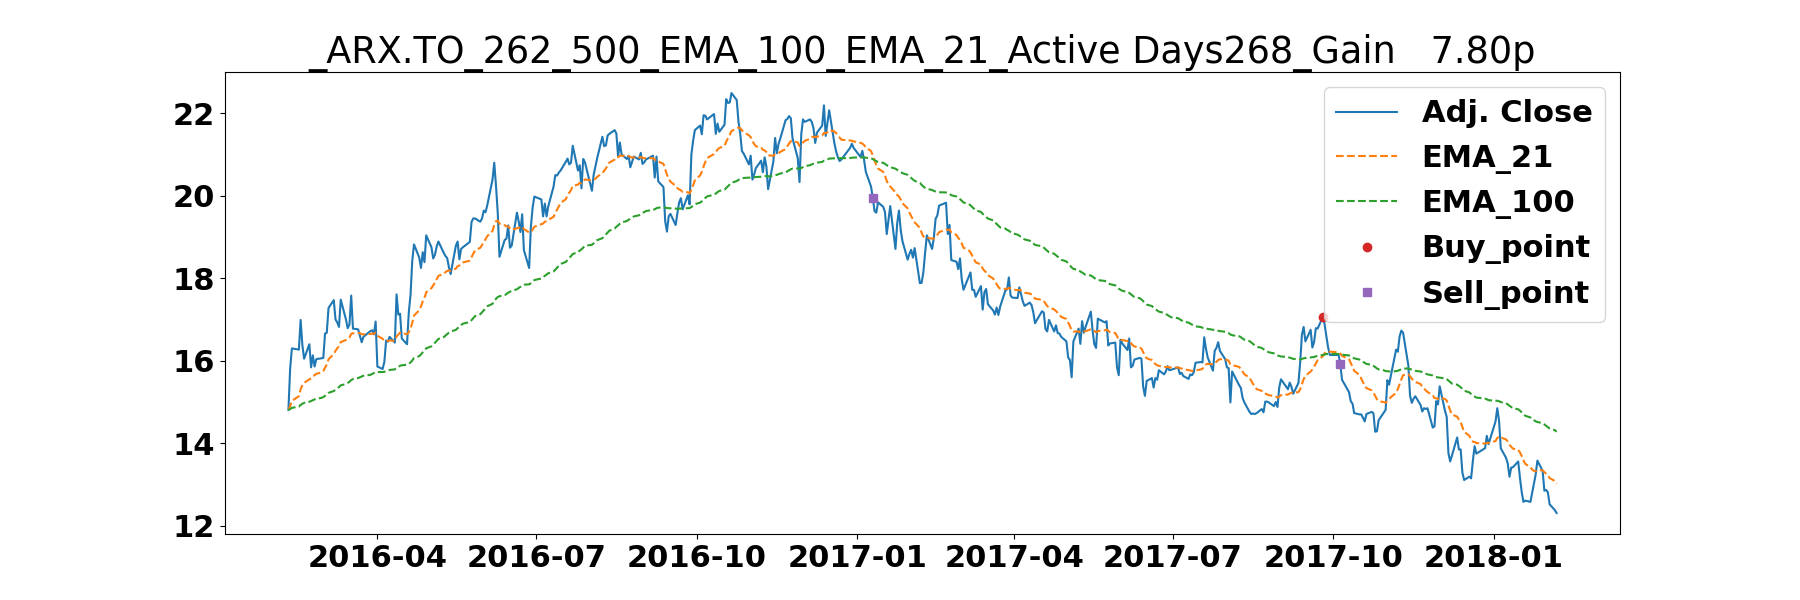 _ARX.TO_262_500_EMA_100_EMA_21_Active Days268_Gain   7.80p
Adj. Close
EMA_21
EMA_100
Buy_point
Sell_point
22
20
18
16
14
12
2016-04 2016-07 2016-10 2017-01 2017-04 2017-07 2017-10 2018-01